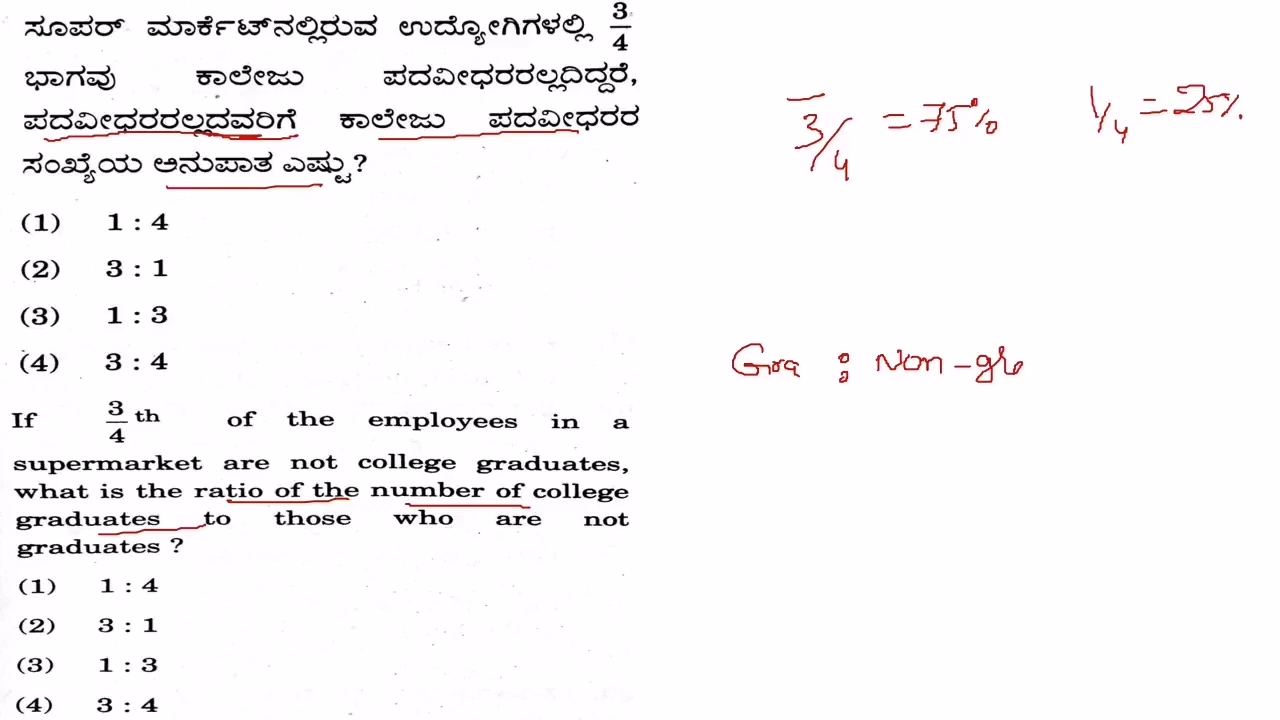 ಸೂಪರ್ ಮಾರ್ಕೆಟ್‌ನಲ್ಲಿರುವ ಉದ್ಯೋಗಿಗಳಲ್ಲಿ 3/4
ಭಾಗವು ಕಾಲೇಜು ಪದವೀಧರರಲ್ಲದಿದ್ದರೆ,
ಪದವೀಧರರಲ್ಲದವರಿಗೆ ಕಾಲೇಜು ಪದವೀಧರರ
ಸಂಖ್ಯೆಯ ಅನುಪಾತ ಎಷ್ಟು?
(1) 1 : 4
(2) 3 : 1
(3) 1 : 3
(4) 3 : 4
If 3/4 th of the employees in a
supermarket are not college graduates,
what is the ratio of the number of college
graduates to those who are not
graduates ?
(1) 1 : 4
(2) 3 : 1
(3) 1 : 3
(4) 3 : 4
3/4 = 75%
1/4 = 25%
Gra : Non-gra